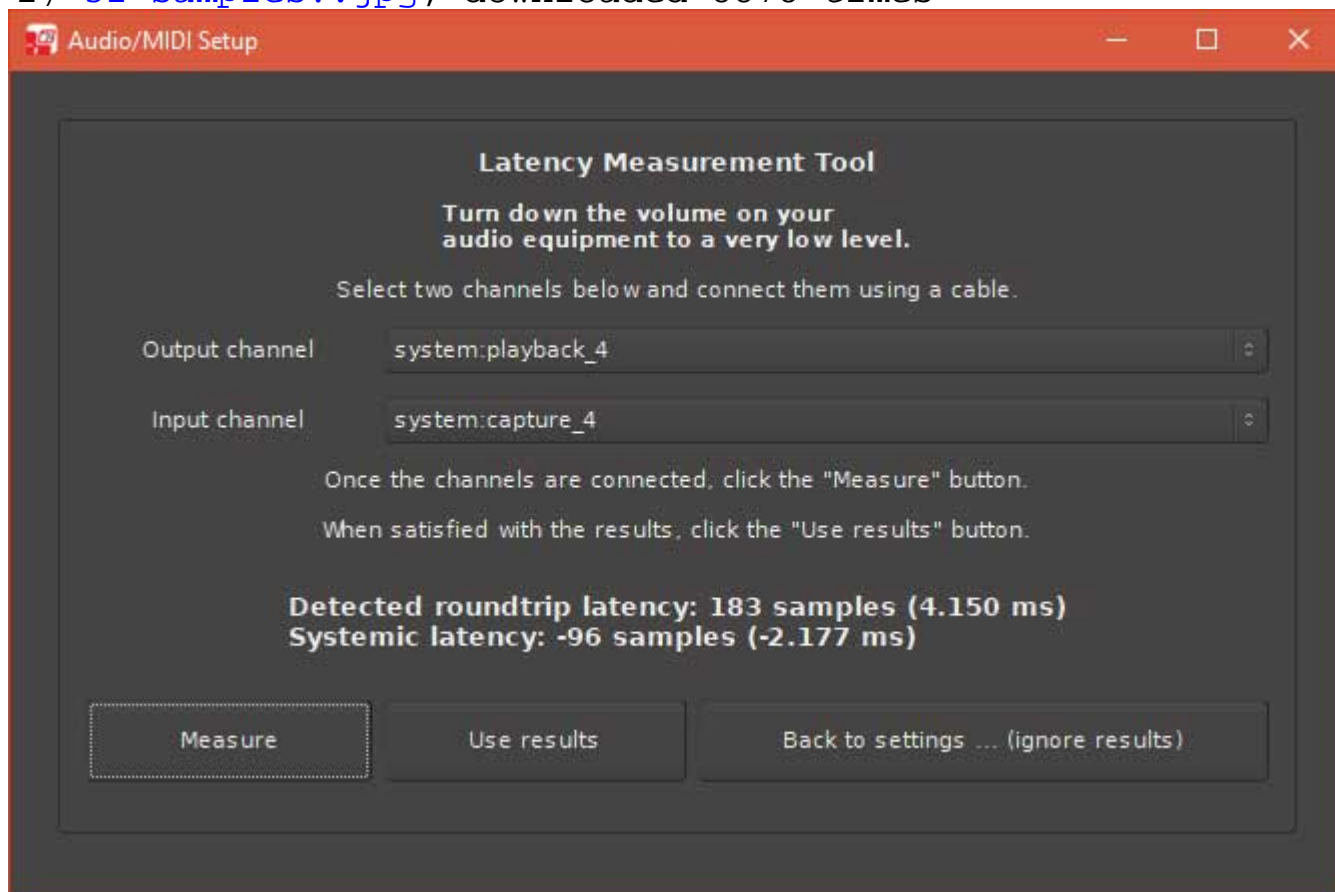 Audio/MIDI Setup
Latency Measurement Tool
Turn down the volume on your
audio equipment to a very low level.
Select two channels below and connect them using a cable.
Output channel system:playback_4
Input channel system:capture_4
Once the channels are connected, click the "Measure" button.
When satisfied with the results, click the "Use results" button.
Detected roundtrip latency: 183 samples (4.150 ms)
Systemic latency: -96 samples (-2.177 ms)
Measure Use results Back to settings ... (ignore results)